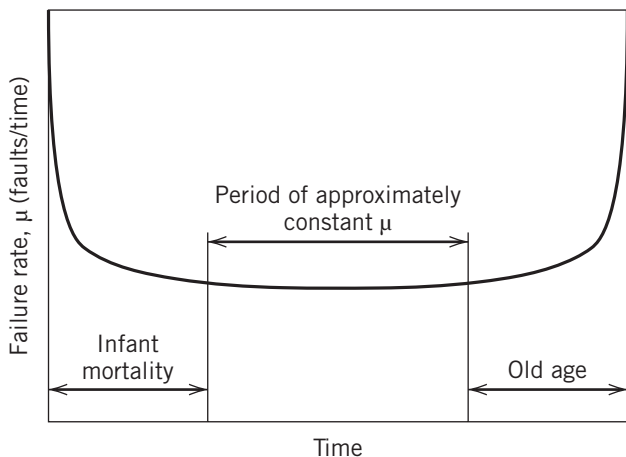 Failure rate, μ (faults/time)
Period of approximately
constant μ
Infant
mortality
Old age
Time